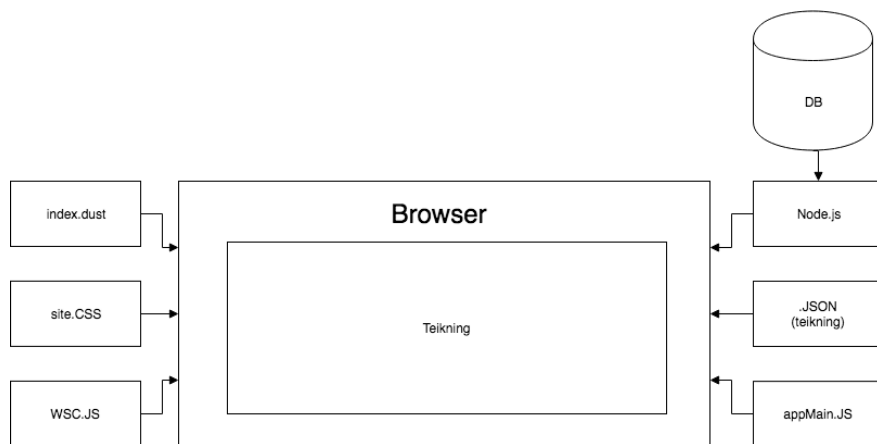 DB
index.dust
Browser
Node.js
site.CSS
Teikning
.JSON
(teikning)
WSC.JS
appMain.JS